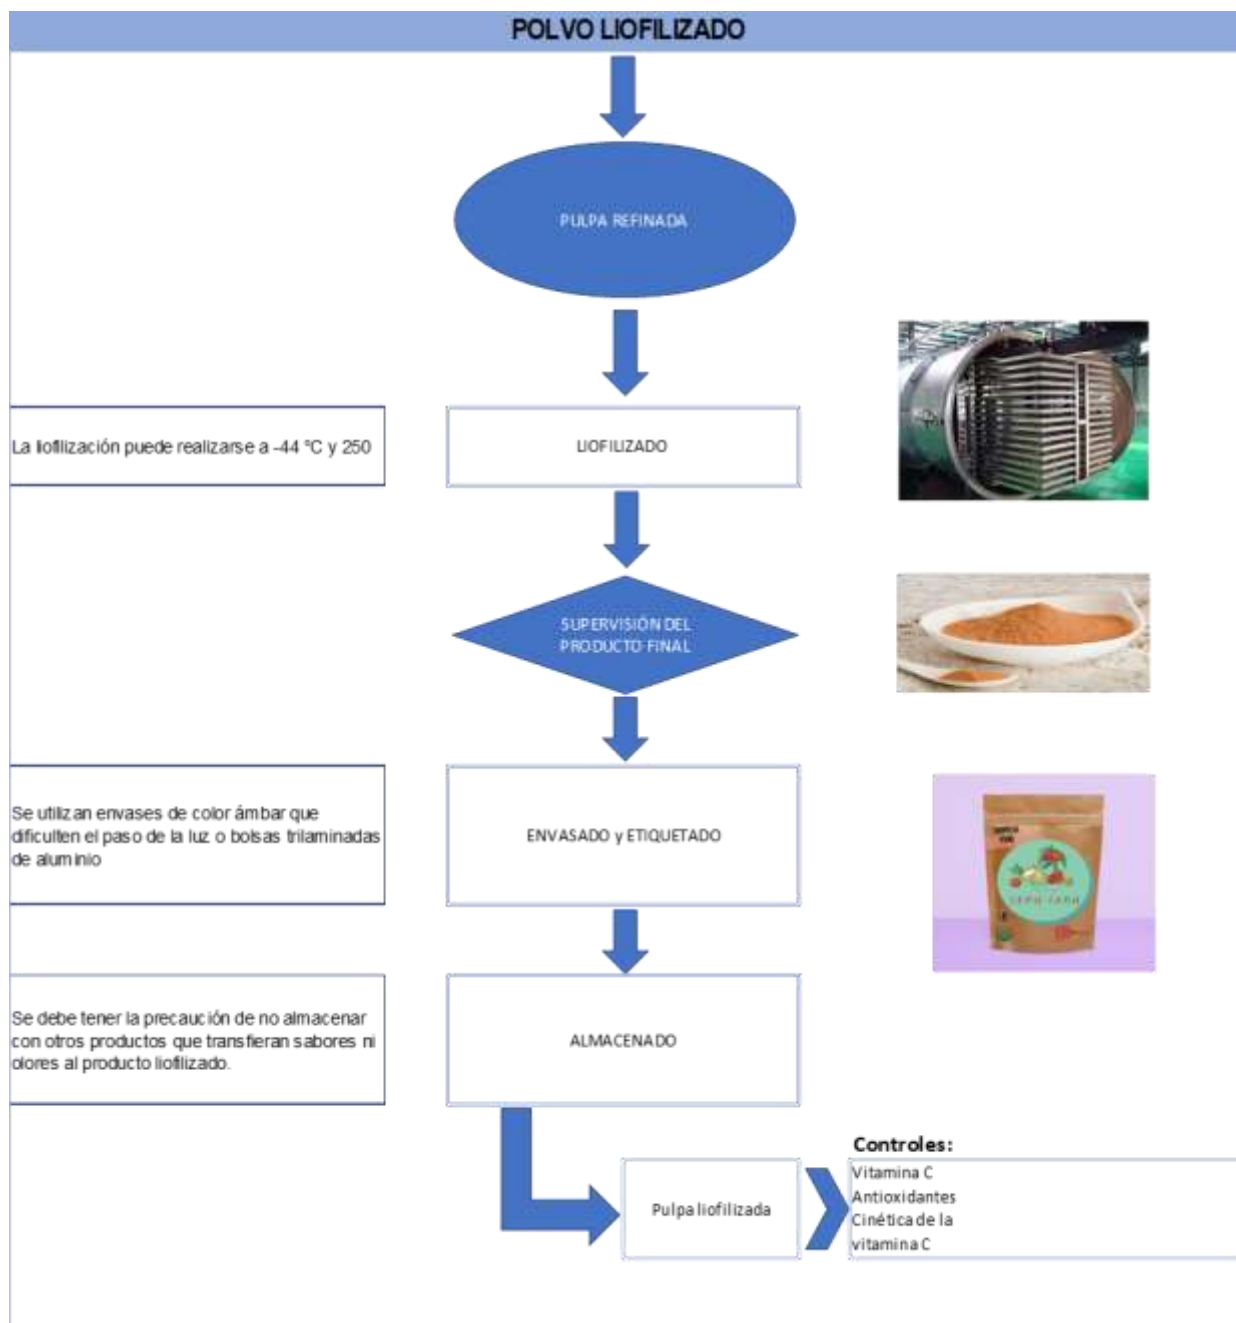 POLVO LIOFILIZADO
PULPA REFINADA
La liofilización puede realizarse a -44 ºC y 250
LIOFILIZADO
SUPERVISIÓN DEL
PRODUCTO FINAL
Se utilizan envases de color ámbar que
dificulten el paso de la luz o bolsas trilaminadas
de aluminio
ENVASADO y ETIQUETADO
Se debe tener la precaución de no almacenar
con otros productos que transfieran sabores ni
olores al producto liofilizado.
ALMACENADO
Pulpa liofilizada
Controles:
Vitamina C
Antioxidantes
Cinética de la
vitamina C